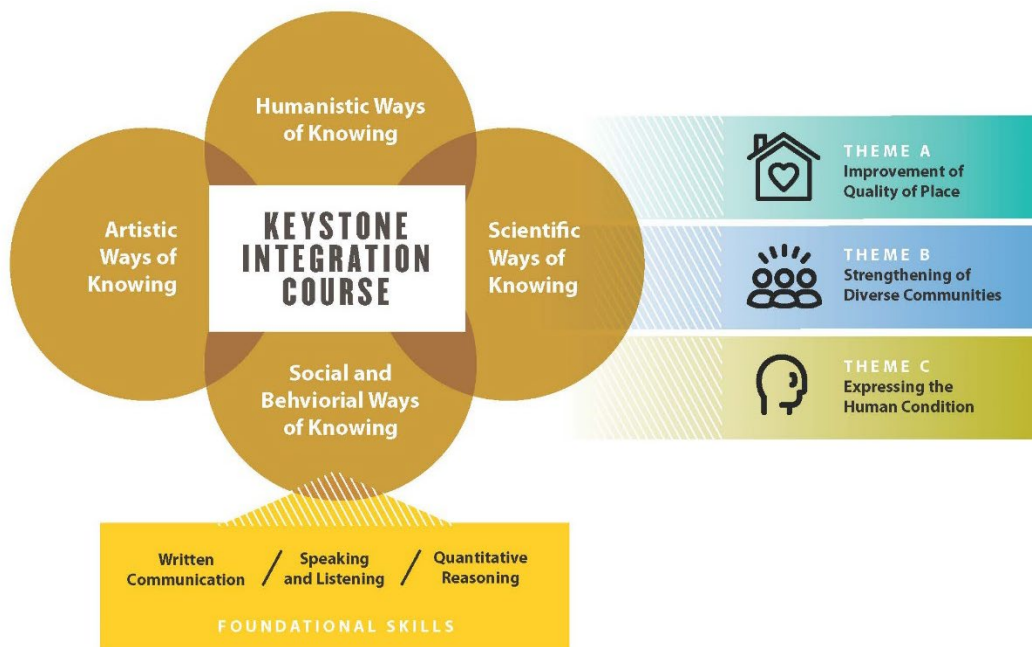 Humanistic Ways
of Knowing
Artistic
Ways of
Knowing
KEYSTONE
INTEGRATION
COURSE
Scientific
Ways of
Knowing
Social and
Behviorial Ways
of Knowing
THEME A
Improvement of
Quality of Place
THEME B
Strengthening of
Diverse Communities
THEME C
Expressing the
Human Condition
Written
Communication
/
Speaking
and Listening
/
Quantitative
Reasoning
FOUNDATIONAL SKILLS